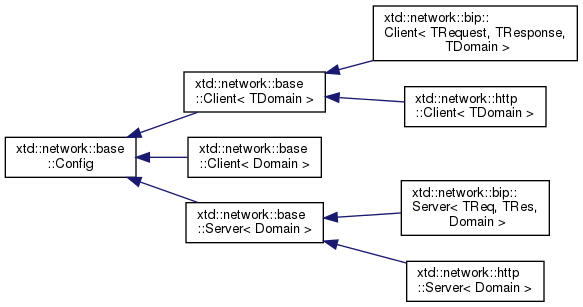 xtd::network::bip::
Client< TRequest, TResponse,
TDomain >
xtd::network::base
::Client< TDomain >
xtd::network::http
::Client< TDomain >
xtd::network::base
::Config
xtd::network::base
::Client< Domain >
xtd::network::bip::
Server< TReq, TRes,
Domain >
xtd::network::base
::Server< Domain >
xtd::network::http
::Server< Domain >